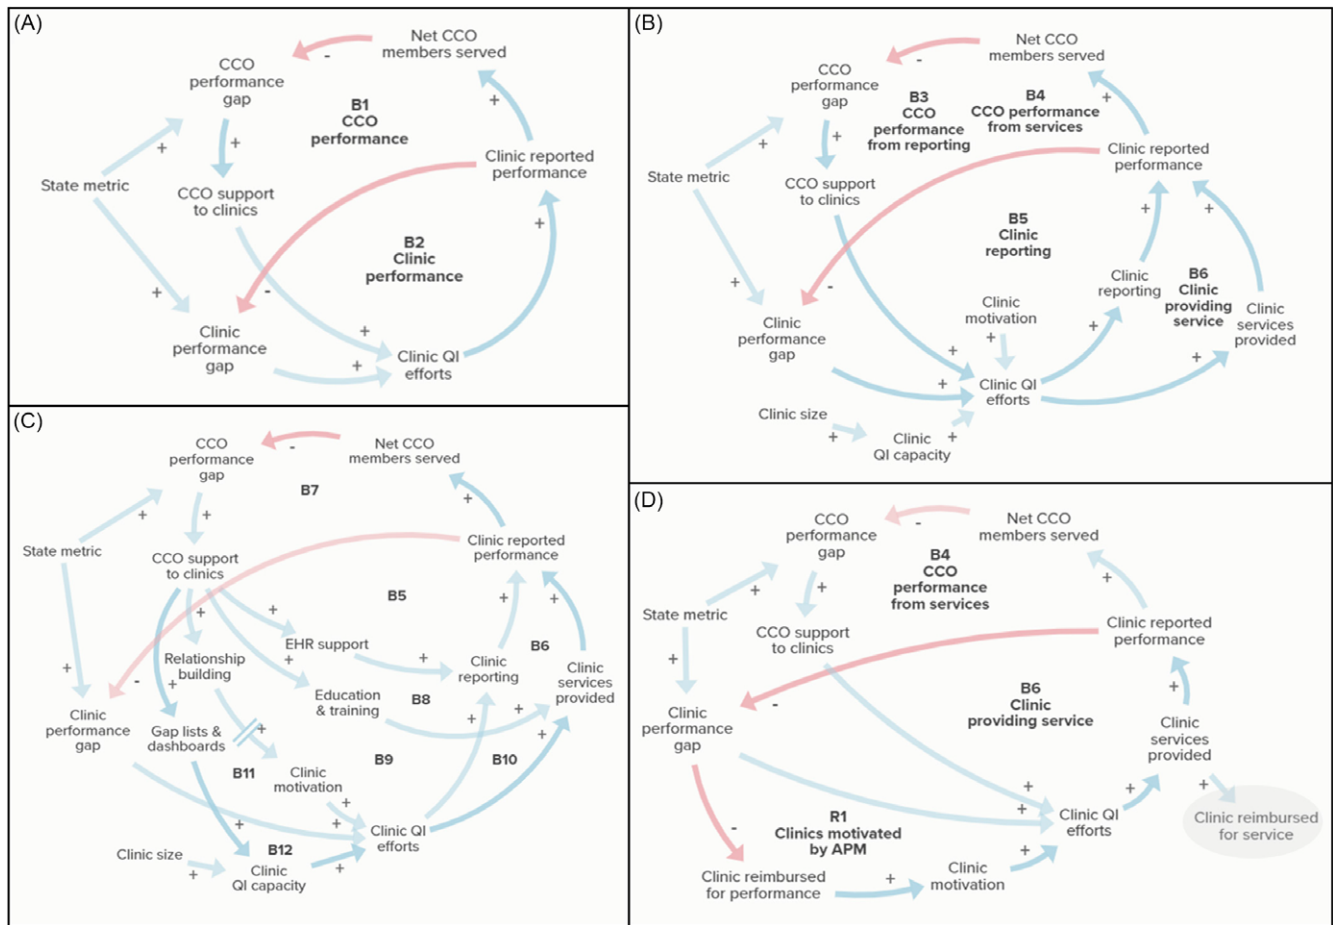 (A)
Net CCO
members served
-
CCO
performance
gap
B1
CCO
performance
+
+
+
State metric
CCO support
to clinics
Clinic reported
performance
+
B2
Clinic
performance
+
-
Clinic
performance
gap
+
+
Clinic QI
efforts
(B)
Net CCO
members served
-
CCO
performance
gap
B3
CCO
performance
from reporting
B4
CCO performance
from services
+
+
+
State metric
CCO support
to clinics
Clinic reported
performance
+
+
B5
Clinic
reporting
+
-
Clinic
reporting
B6
Clinic
providing
service
Clinic
motivation
+
Clinic
services
provided
Clinic
performance
gap
+
+
+
+
Clinic QI
efforts
Clinic size
+
Clinic
QI capacity
+
(C)
CCO
performance
gap
-
Net CCO
members served
B7
+
+
+
State metric
CCO support
to clinics
Clinic reported
performance
B5
+
+
+
+
EHR support
B6
Relationship
building
+
+
Clinic
reporting
Clinic
services
provided
+
-
+
Education
& training
B8
+
+
Clinic
performance
gap
Gap lists &
dashboards
+
+
B11
B9
B10
Clinic
motivation
+
+
+
Clinic QI
efforts
Clinic size
+
B12
Clinic
QI capacity
+
(D)
CCO
performance
gap
-
Net CCO
members served
B4
CCO
performance
from services
+
+
+
State metric
CCO support
to clinics
Clinic reported
performance
+
B6
Clinic
providing service
+
-
Clinic
performance
gap
Clinic
services
provided
+
+
+
+
R1
Clinics motivated
by APM
-
Clinic QI
efforts
Clinic reimbursed
for service
+
Clinic reimbursed
for performance
+
Clinic
motivation